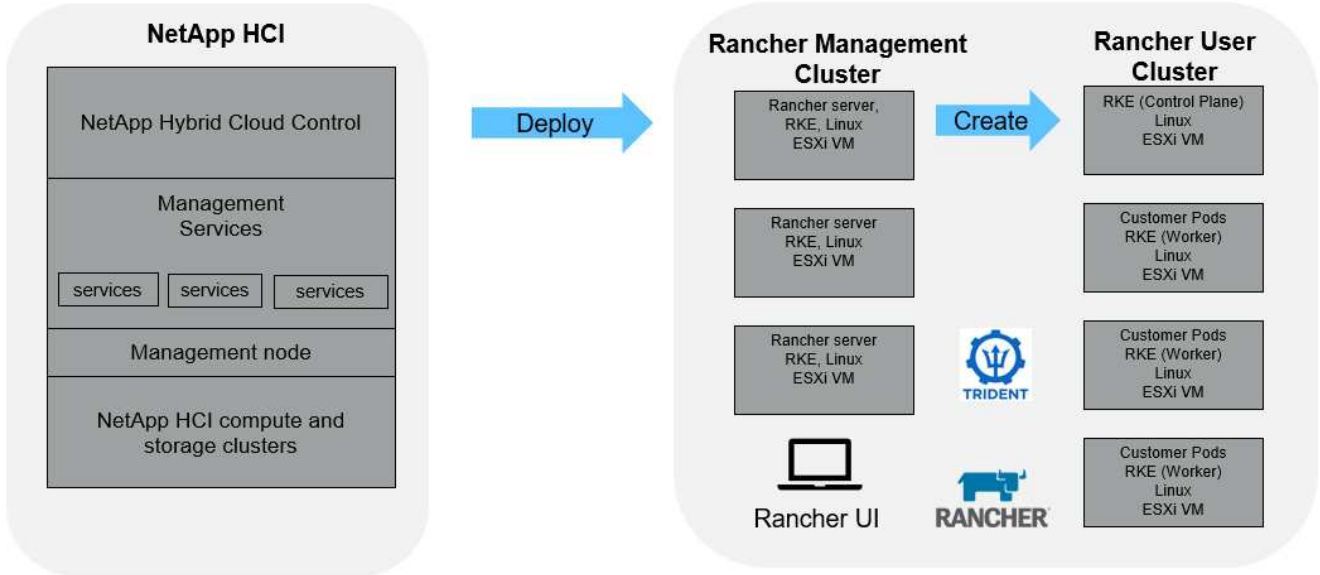 NetApp HCI
NetApp Hybrid Cloud Control
Management
Services
services
services
services
Management node
NetApp HCI compute and
storage clusters
Deploy
Rancher Management
Cluster
Rancher server,
RKE, Linux
ESXi VM
Rancher server
RKE, Linux
ESXi VM
Rancher server
RKE, Linux
ESXi VM
Rancher UI
Create
TRIDENT
RANCHER
Rancher User
Cluster
RKE (Control Plane)
Linux
ESXi VM
Customer Pods
RKE (Worker)
Linux
ESXi VM
Customer Pods
RKE (Worker)
Linux
ESXi VM
Customer Pods
RKE (Worker)
Linux
ESXi VM